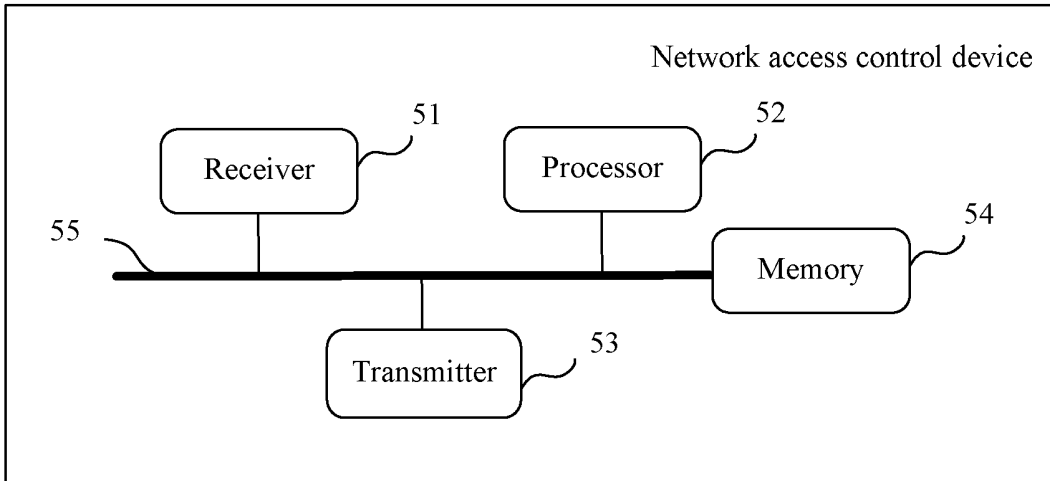 Network access control device
51
52
Receiver
Processor
55
54
Memory
53
Transmitter